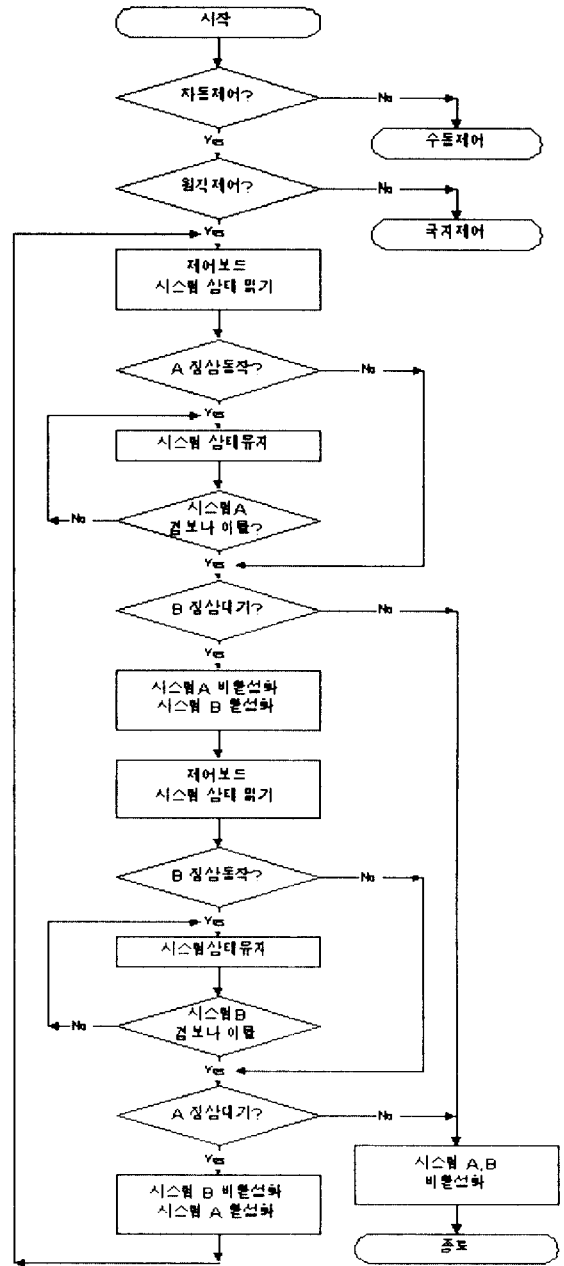 시작
자동제어?
No
Yes
수동제어
원격제어?
No
Yes
국지제어
제어보드
시스템 상태 읽기
A 정상동작?
No
Yes
시스템 상태유지
시스템A
경보나 이
No
Yes
B 정상대기?
No
Yes
시스템A 비활성화
시스템 B 활성화
제어보드
시스템 상태 읽기
B 정상동작?
No
Yes
시스템상태유지
시스템B
경보나 이
No
Yes
A 정상대기?
No
Yes
시스템 A,B
비활성화
시스템 B 비활성화
시스템 A 활성화
종료